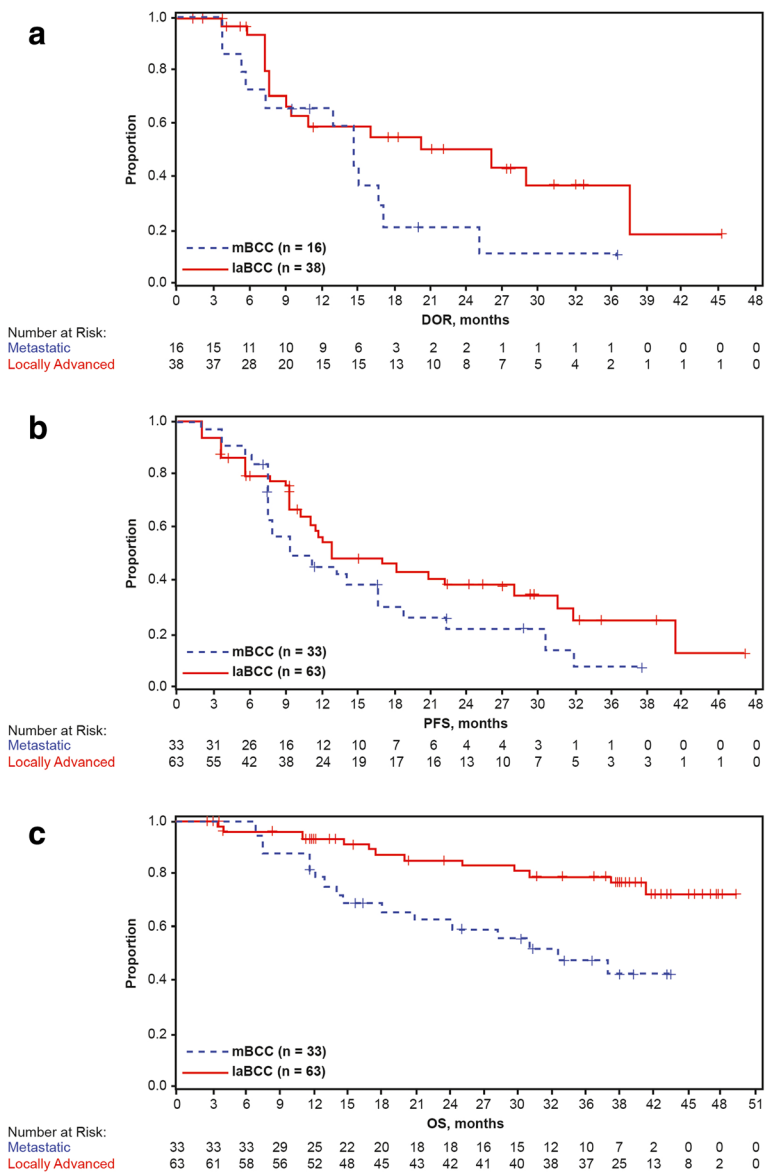 a
1.0
0.8
0.6
0.4
0.2
0.0
Proportion
mBCC (n = 16)
laBCC (n = 38)
0 3 6 9 12 15 18 21 24 27 30 33 36 39 42 45 48
DOR, months
Number at Risk:
Metastatic 16 15 11 10 9 6 3 2 2 1 1 1 1 0 0 0 0
Locally Advanced 38 37 28 20 15 15 13 10 8 7 5 4 2 1 1 1 0
b
1.0
0.8
0.6
0.4
0.2
0.0
Proportion
mBCC (n = 33)
laBCC (n = 63)
0 3 6 9 12 15 18 21 24 27 30 33 36 39 42 46 48
PFS, months
Number at Risk:
Metastatic 33 31 26 16 12 10 7 6 4 4 3 1 1 0 0 0 0
Locally Advanced 63 55 42 38 24 19 17 16 13 10 7 5 3 3 1 1 0
c
1.0
0.8
0.6
0.4
0.2
0.0
Proportion
mBCC (n = 33)
laBCC (n = 63)
0 3 9 12 15 18 21 24 27 30 32 38 42 45 48 51
OS, months
Number at Risk:
Metastatic 33 33 33 29 25 22 20 18 18 16 15 12 10 7 2 0 0 0
Locally Advanced 63 61 58 56 52 48 45 43 42 41 40 38 37 25 13 8 2 0